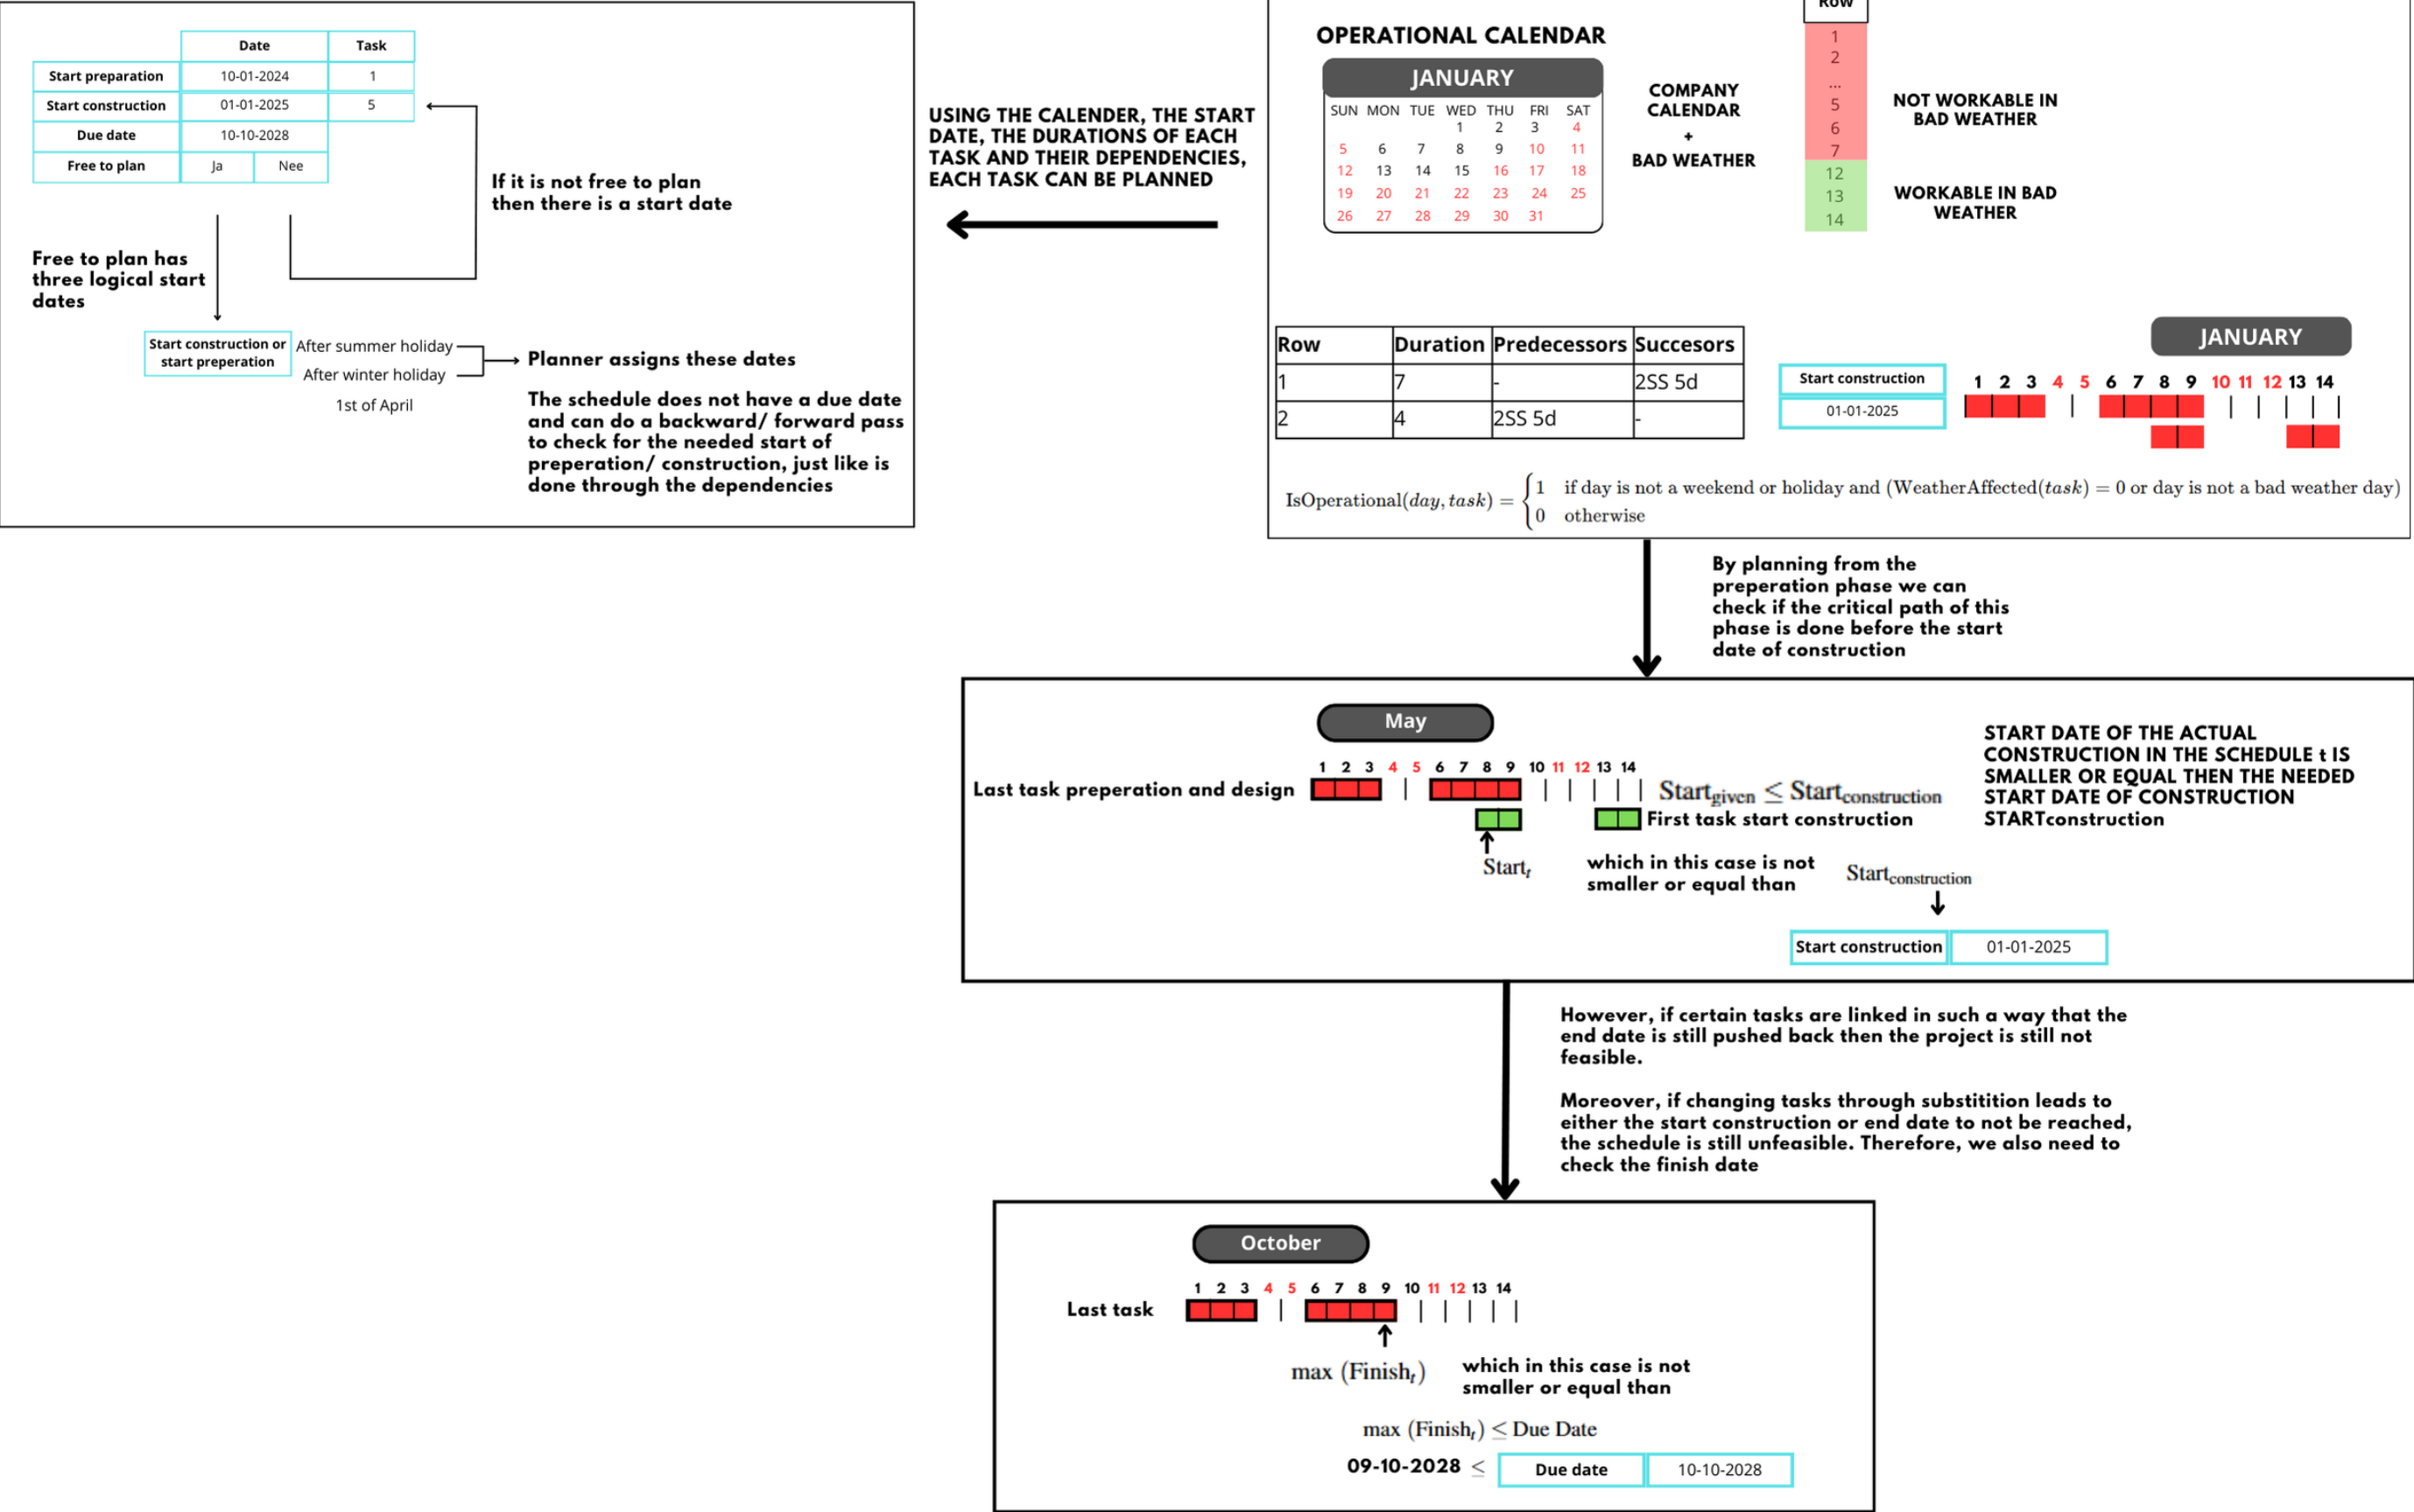 Date Task
Start preparation 10-01-2024 1
Start construction 01-01-2025 5
Due date 10-10-2028
Free to plan Ja Nee
If it is not free to plan
then there is a start date
Free to plan has
three logical start
dates
Start construction or
start preperation
After summer holiday
After winter holiday
1st of April
Planner assigns these dates
The schedule does not have a due date
and can do a backward/ forward pass
to check for the needed start of
preperation/ construction, just like is
done through the dependencies
USING THE CALENDER, THE START
DATE, THE DURATIONS OF EACH
TASK AND THEIR DEPENDENCIES,
EACH TASK CAN BE PLANNED
OPERATIONAL CALENDAR
JANUARY
SUN MON TUE WED THU FRI SAT
1 2 3 4
5 6 7 8 9 10 11
12 13 14 15 16 17 18
19 20 21 22 23 24 25
26 27 28 29 30 31
COMPANY
CALENDAR
+
BAD WEATHER
Row
1
2
...
5
6
7
12
13
14
NOT WORKABLE IN
BAD WEATHER
WORKABLE IN BAD
WEATHER
Row Duration Predecessors Succesors
1 7 - 2SS 5d
2 4 2SS 5d -
Start construction
01-01-2025
JANUARY
1 2 3 4 5 6 7 8 9 10 11 12 13 14
IsOperational(day, task) = { 1 if day is not a weekend or holiday and (WeatherAffected(task) = 0 or day is not a bad weather day)
0 otherwise
By planning from the
preperation phase we can
check if the critical path of this
phase is done before the start
date of construction
May
1 2 3 4 5 6 7 8 9 10 11 12 13 14
Last task preperation and design
Startgiven ≤ Startconstruction
First task start construction
Startt
which in this case is not
smaller or equal than
Startconstruction
Start construction 01-01-2025
START DATE OF THE ACTUAL
CONSTRUCTION IN THE SCHEDULE t IS
SMALLER OR EQUAL THEN THE NEEDED
START DATE OF CONSTRUCTION
STARTconstruction
However, if certain tasks are linked in such a way that the
end date is still pushed back then the project is still not
feasible.
Moreover, if changing tasks through substitition leads to
either the start construction or end date to not be reached,
the schedule is still unfeasible. Therefore, we also need to
check the finish date
October
1 2 3 4 5 6 7 8 9 10 11 12 13 14
Last task
max (Finisht)
which in this case is not
smaller or equal than
max (Finisht) ≤ Due Date
09-10-2028 ≤ Due date 10-10-2028